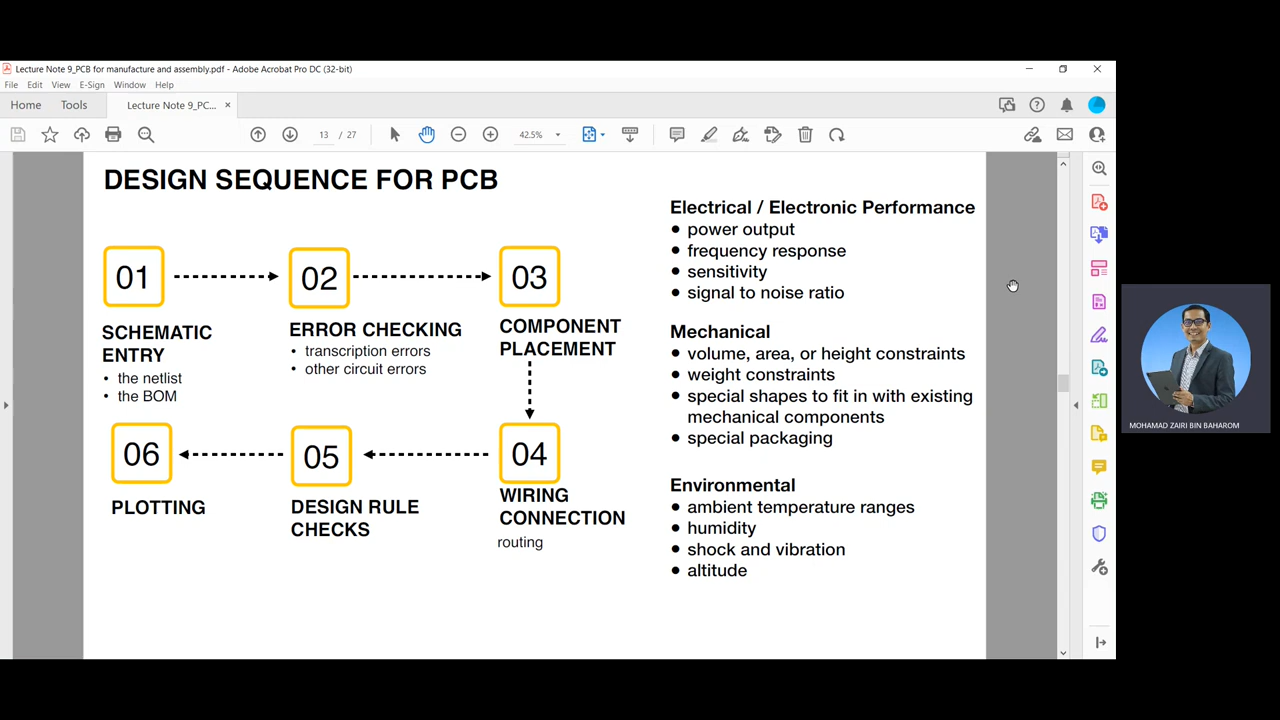 Lecture Note 9_PCB for manufacture and assembly.pdf - Adobe Acrobat Pro DC (32-bit)
File Edit View E-Sign Window Help
Home Tools Lecture Note 9_PC... ×
13 / 27 42.5%
DESIGN SEQUENCE FOR PCB
01
SCHEMATIC
ENTRY
• the netlist
• the BOM
02
ERROR CHECKING
• transcription errors
• other circuit errors
03
COMPONENT
PLACEMENT
04
WIRING
CONNECTION
routing
05
DESIGN RULE
CHECKS
06
PLOTTING
Electrical / Electronic Performance
• power output
• frequency response
• sensitivity
• signal to noise ratio
Mechanical
• volume, area, or height constraints
• weight constraints
• special shapes to fit in with existing
mechanical components
• special packaging
Environmental
• ambient temperature ranges
• humidity
• shock and vibration
• altitude
MOHAMAD ZAIRI BIN BAHAROM